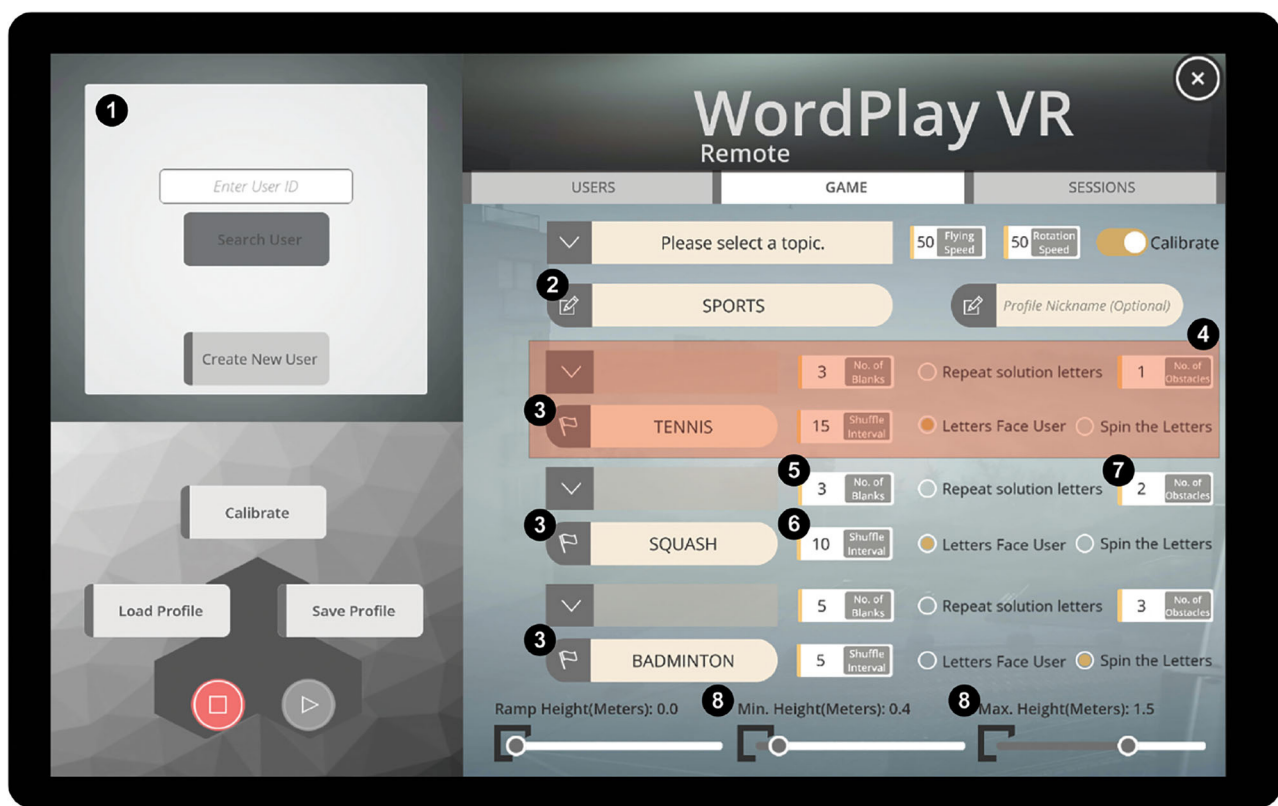 1
Enter User ID
Search User
Create New User
Calibrate
Load Profile
Save Profile
×
WordPlay VR
Remote
USERS
GAME
SESSIONS
Please select a topic.
50 Flying Speed
50 Rotation Speed
Calibrate
2
SPORTS
Profile Nickname (Optional)
4
3 No. of Blanks
Repeat solution letters
1 No. of Obstacles
3
TENNIS
15 Shuffle Interval
Letters Face User
Spin the Letters
5
3 No. of Blanks
Repeat solution letters
7
2 No. of Obstacles
3
SQUASH
6
10 Shuffle Interval
Letters Face User
Spin the Letters
5 No. of Blanks
Repeat solution letters
3 No. of Obstacles
3
BADMINTON
5 Shuffle Interval
Letters Face User
Spin the Letters
Ramp Height(Meters): 0.0
8
Min. Height(Meters): 0.4
8
Max. Height(Meters): 1.5